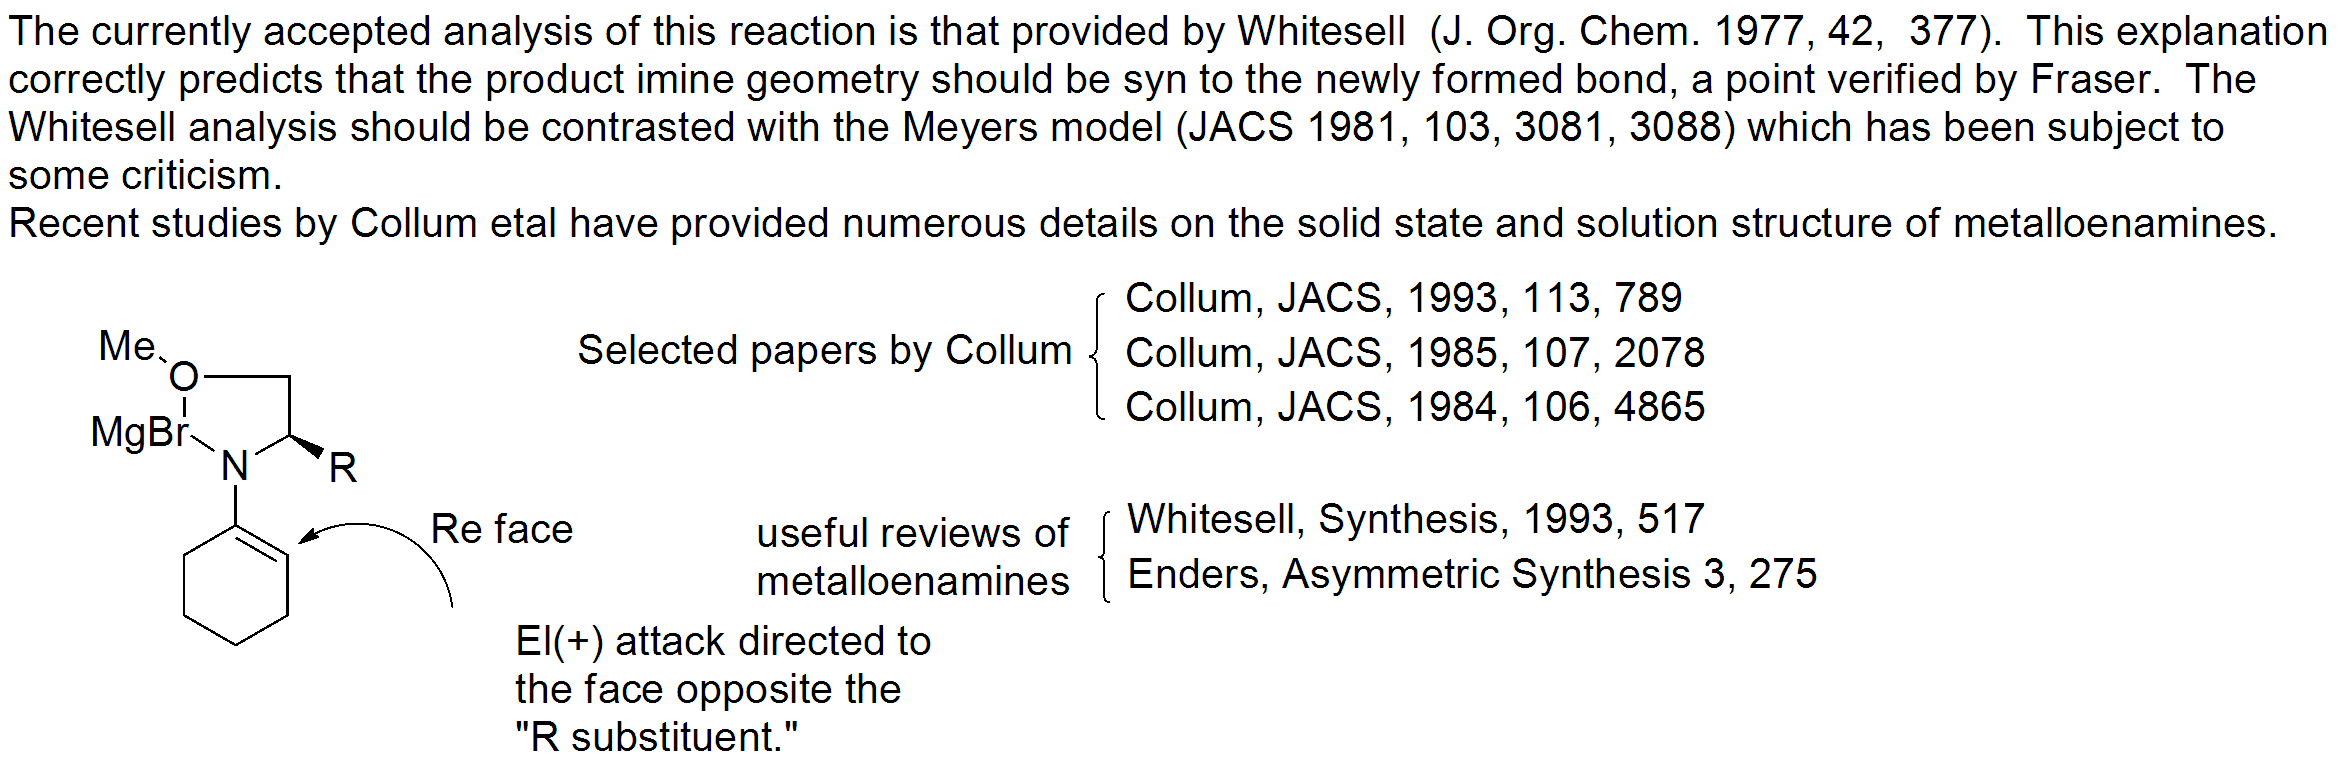 The currently accepted analysis of this reaction is that provided by Whitesell (J. Org. Chem. 1977, 42, 377). This explanation
correctly predicts that the product imine geometry should be syn to the newly formed bond, a point verified by Fraser. The
Whitesell analysis should be contrasted with the Meyers model (JACS 1981, 103, 3081, 3088) which has been subject to
some criticism.
Recent studies by Collum etal have provided numerous details on the solid state and solution structure of metalloenamines.
Selected papers by Collum
Collum, JACS, 1993, 113, 789
Collum, JACS, 1985, 107, 2078
Collum, JACS, 1984, 106, 4865
Me
O
MgBr
N
R
Re face
useful reviews of
metalloenamines
Whitesell, Synthesis, 1993, 517
Enders, Asymmetric Synthesis 3, 275
El(+) attack directed to
the face opposite the
"R substituent."